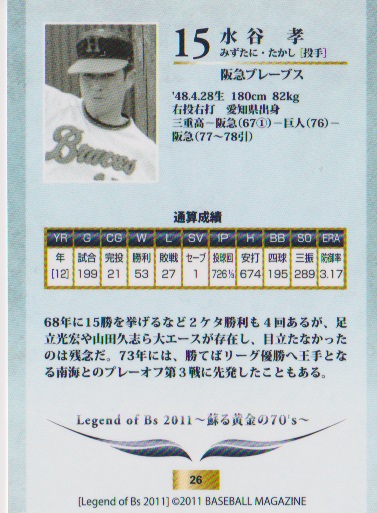 H
Braves
15 水谷 孝
みずたに・たかし [投手]
阪急ブレーブス
'48.4.28生 180cm 82kg
右投右打 愛知県出身
三重高－阪急(67①)－巨人(76)－
阪急(77〜78引)
通算成績
YR G CG W L SV IP H BB SO ERA
年 試合 完投 勝利 敗戦 セーブ 投球回 安打 四球 三振 防御率
[12] 199 21 53 27 1 726⅓ 674 195 289 3.17
68年に15勝を挙げるなど２ケタ勝利も４回あるが、足
立光宏や山田久志ら大エースが存在し、目立たなかった
のは残念だ。73年には、勝てばリーグ優勝へ王手とな
る南海とのプレーオフ第３戦に先発したこともある。
Legend of Bs 2011〜蘇る黄金の70's〜
26
[Legend of Bs 2011] ©2011 BASEBALL MAGAZINE